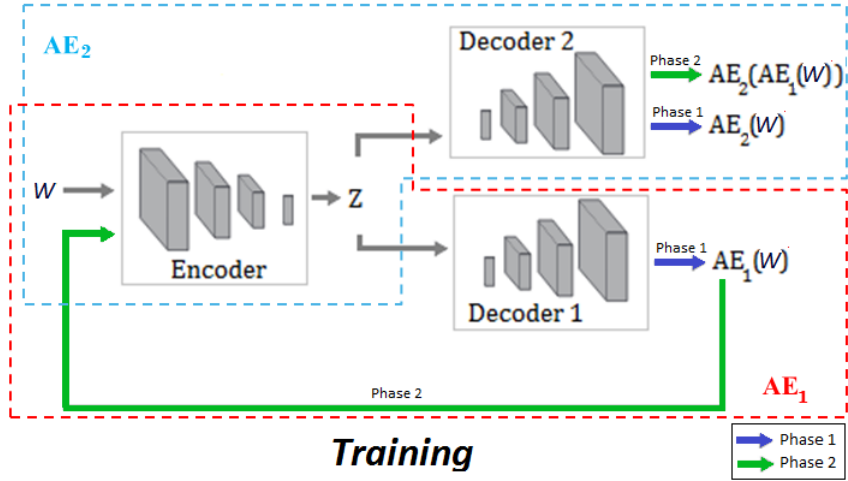 AE₂
Decoder 2
Phase 2
AE₂(AE₁(W))
Phase 1
AE₂(W)
W
Z
Encoder
Phase 1
AE₁(W)
Decoder 1
Phase 2
AE₁
Training
Phase 1
Phase 2